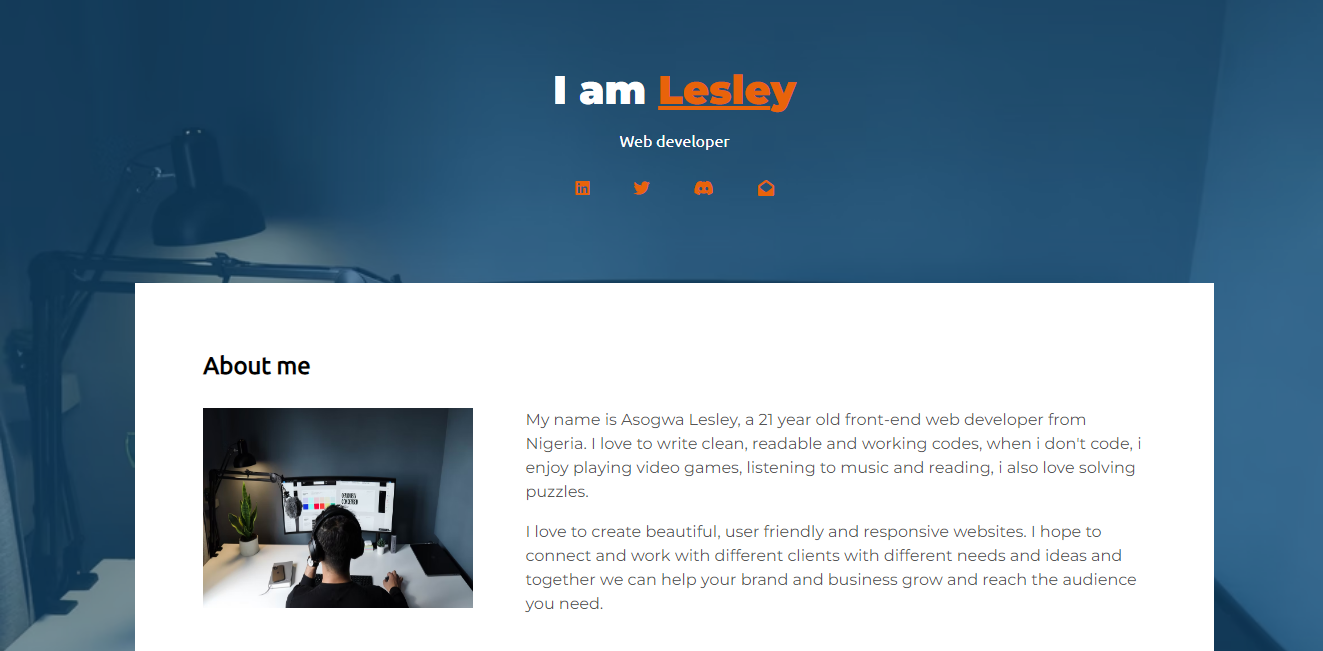 I am Lesley
Web developer
About me
My name is Asogwa Lesley, a 21 year old front-end web developer from
Nigeria. I love to write clean, readable and working codes, when i don't code, i
enjoy playing video games, listening to music and reading, i also love solving
puzzles.
I love to create beautiful, user friendly and responsive websites. I hope to
connect and work with different clients with different needs and ideas and
together we can help your brand and business grow and reach the audience
you need.